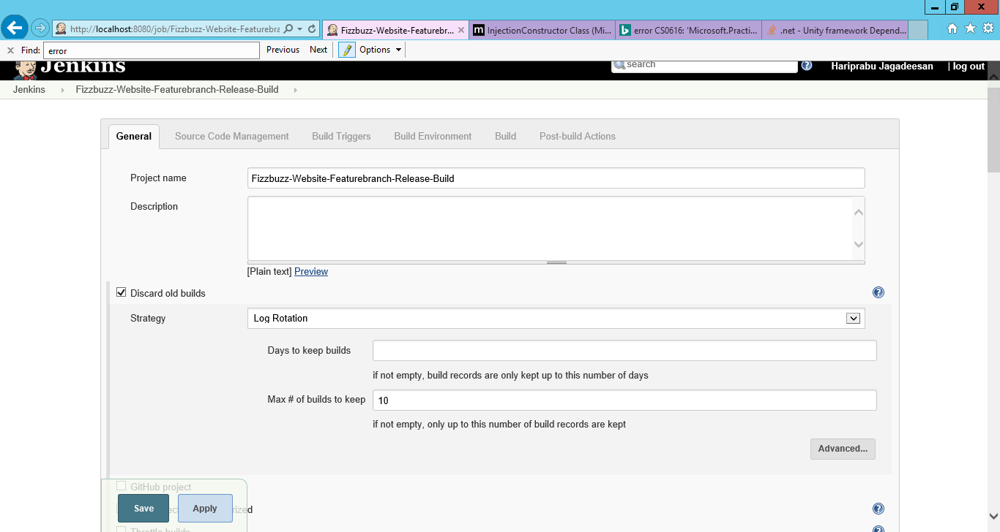 http://localhost:8080/job/Fizzbuzz-Website-Featurebra
Fizzbuzz-Website-Featurebr...
m InjectionConstructor Class (Mi...
error CS0616: 'Microsoft.Practi...
.net - Unity framework Depend...
x Find: error Previous Next Options
Jenkins
search
Hariprabu Jagadeesan | log out
Jenkins Fizzbuzz-Website-Featurebranch-Release-Build
General Source Code Management Build Triggers Build Environment Build Post-build Actions
Project name Fizzbuzz-Website-Featurebranch-Release-Build
Description
[Plain text] Preview
Discard old builds
Strategy Log Rotation
Days to keep builds
if not empty, build records are only kept up to this number of days
Max # of builds to keep 10
if not empty, only up to this number of build records are kept
Advanced...
GitHub project
Save Apply
Throttle builds